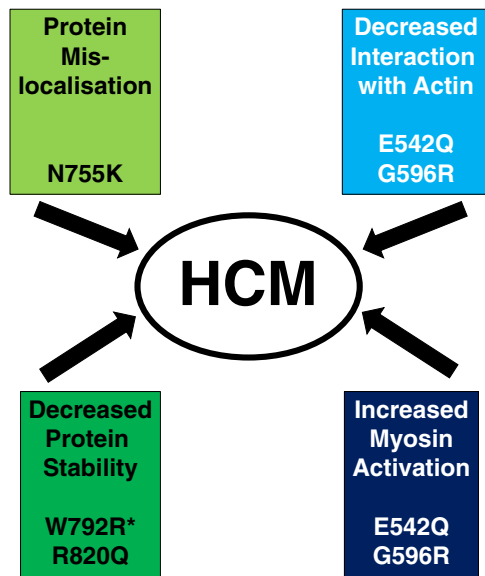 Protein
Mis-
localisation
N755K
Decreased
Interaction
with Actin
E542Q
G596R
HCM
Decreased
Protein
Stability
W792R*
R820Q
Increased
Myosin
Activation
E542Q
G596R